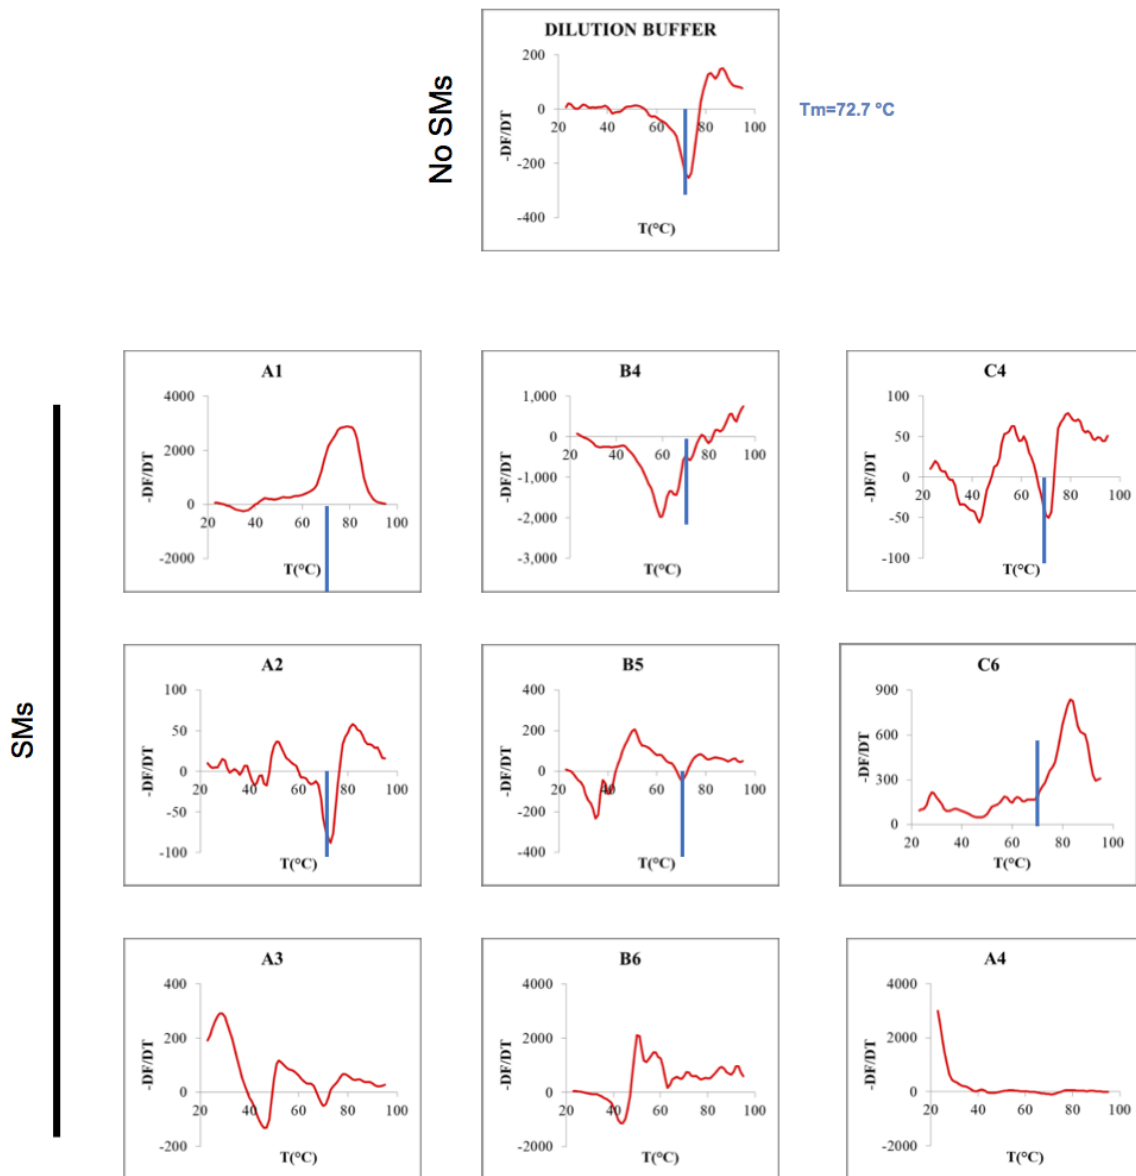 No SMs
DILUTION BUFFER
-DF/DT
200
0
-200
-400
20 40 60 80 100
T(°C)
Tm=72.7 °C
SMs
A1
-DF/DT
4000
2000
0
-2000
20 40 60 80 100
T(°C)
B4
-DF/DT
1,000
0
-1,000
-2,000
-3,000
20 40 60 80 100
T(°C)
C4
-DF/DT
100
50
0
-50
-100
20 40 60 80 100
T(°C)
A2
-DF/DT
100
50
0
-50
-100
20 40 60 80 100
T(°C)
B5
-DF/DT
400
200
0
-200
-400
20 40 60 80 100
T(°C)
C6
-DF/DT
900
600
300
0
20 40 60 80 100
T(°C)
A3
-DF/DT
400
200
0
-200
20 40 60 80 100
T(°C)
B6
-DF/DT
4000
2000
0
-2000
20 40 60 80 100
T(°C)
A4
-DF/DT
4000
2000
0
-2000
20 40 60 80 100
T(°C)